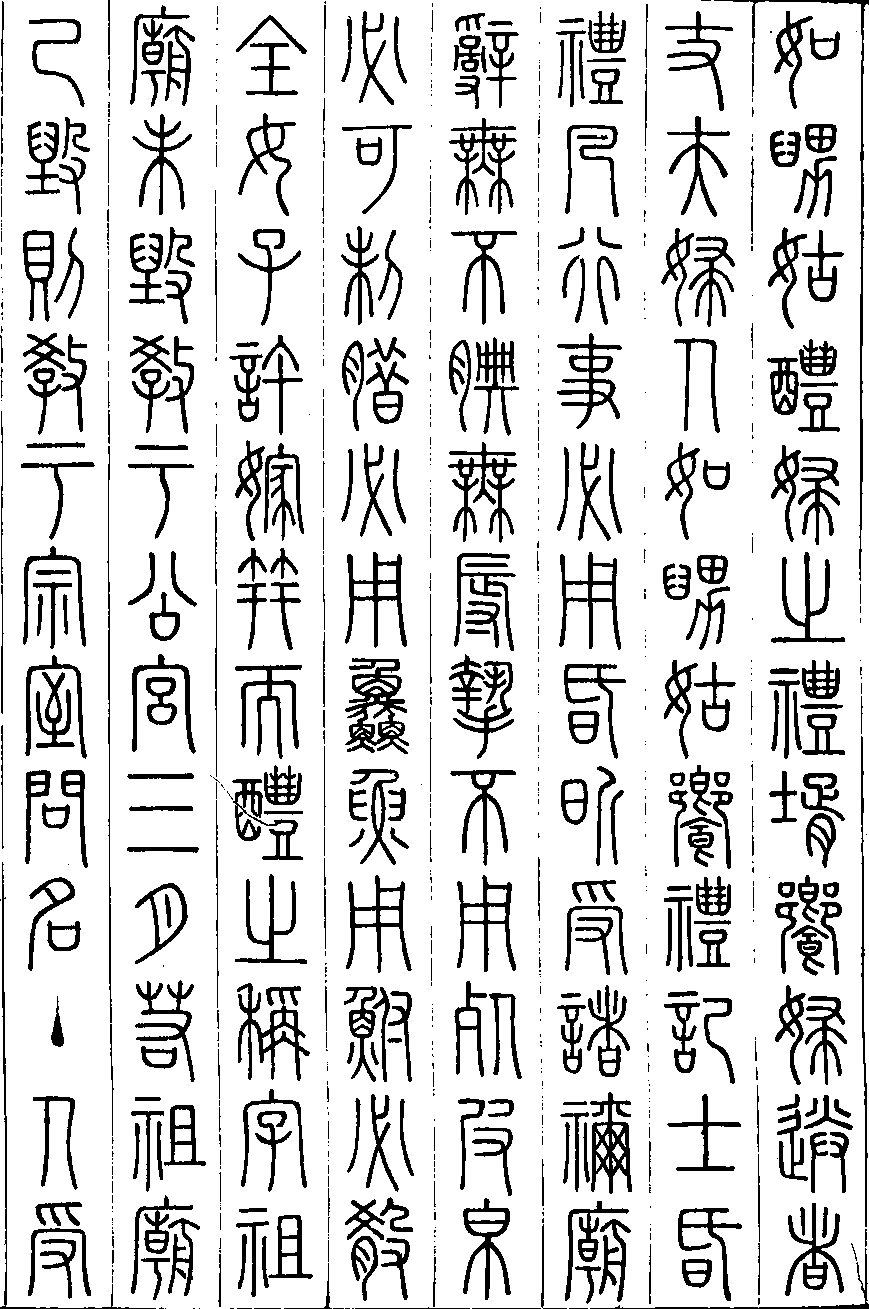 如舅姑醴婦之禮壻饗婦送者
丈夫婦人如舅姑饗禮記士昏
禮凡行事必用昏昕受諸禰廟
辭無不腆無辱摯不用死皮帛
必可制腊必用鱻魚用鮒必殽
全女子許嫁笄而醴之稱字祖
廟未毀教于公宮三月若祖廟
已毀則教于宗室問名主人受